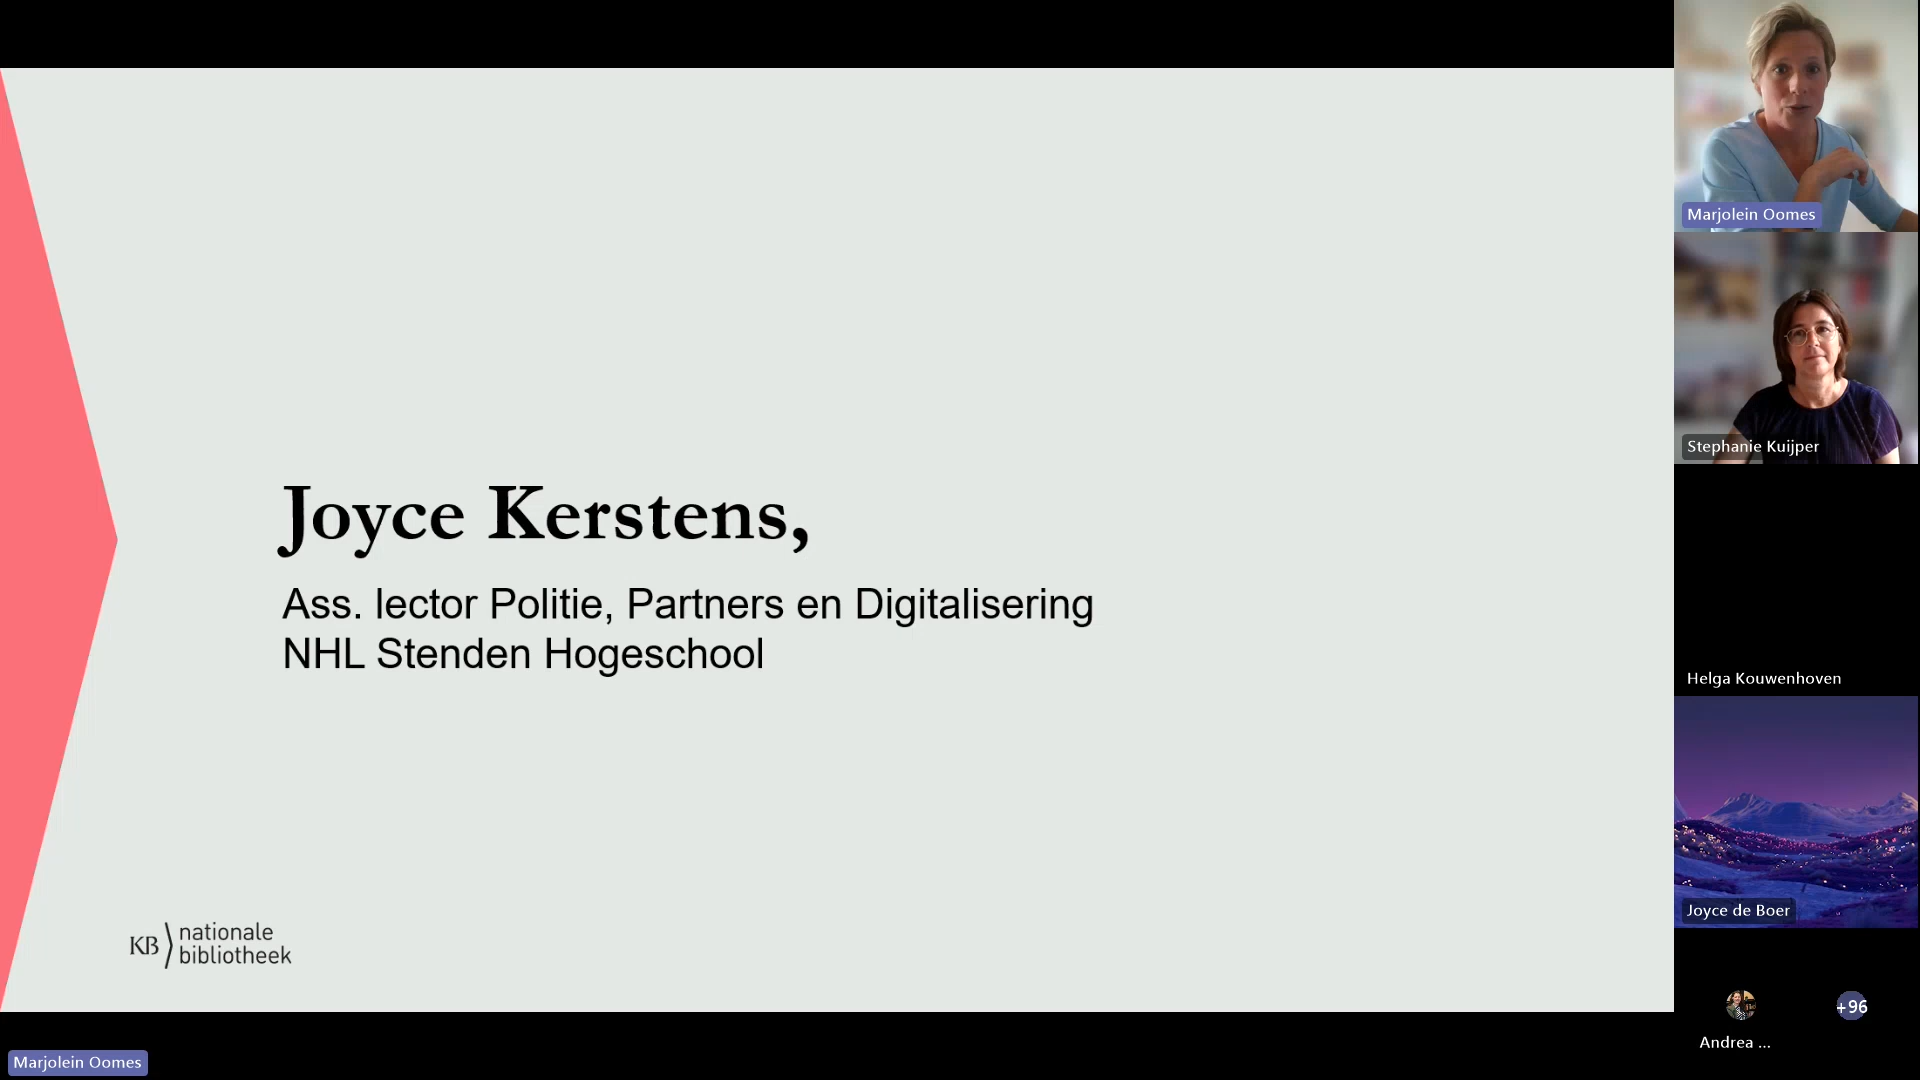 Joyce Kerstens,
Ass. lector Politie, Partners en Digitalisering
NHL Stenden Hogeschool
KB nationale
bibliotheek
Marjolein Oomes
Marjolein Oomes
Stephanie Kuijper
Helga Kouwenhoven
Joyce de Boer
+96
Andrea ...